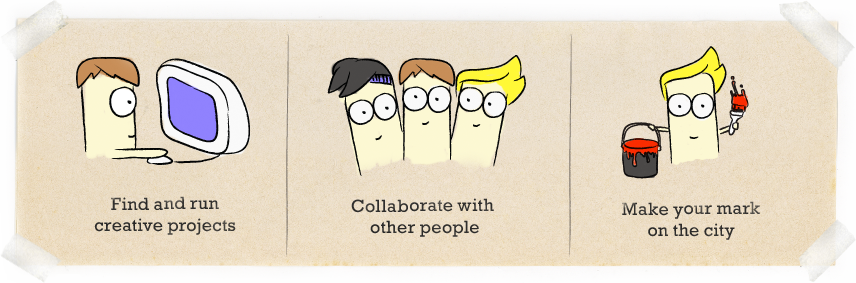 Find and run
creative projects
Collaborate with
other people
Make your mark
on the city